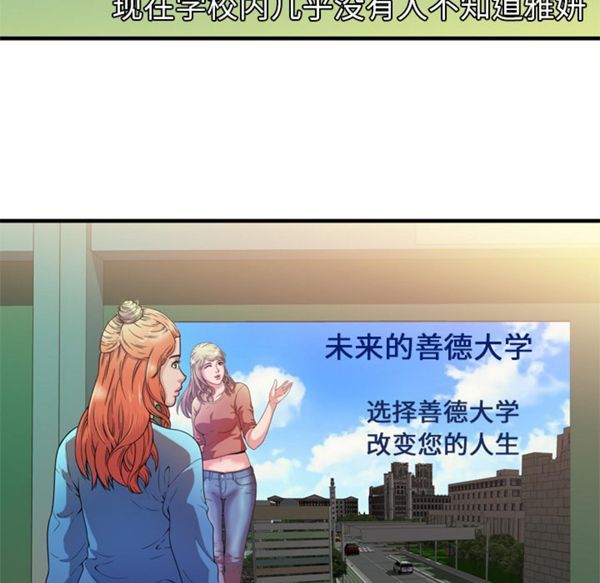 现在学校内几乎没有人不知道雅妍
未来的善德大学
选择善德大学
改变您的人生